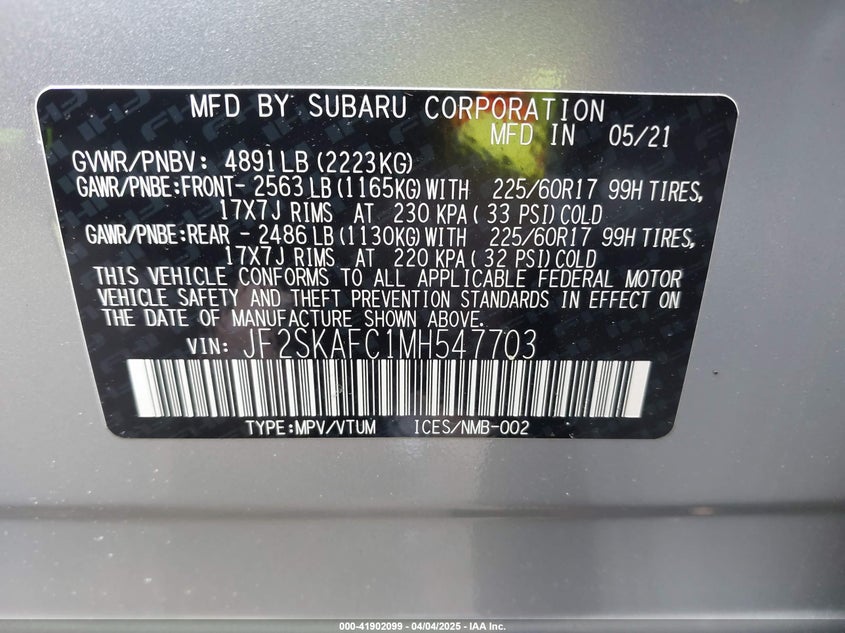 MFD BY SUBARU CORPORATION
MFD IN 05/21
GVWR/PNBV: 4891LB (2223KG)
GAWR/PNBE:FRONT- 2563 LB (1165KG) WITH 225/60R17 99H TIRES,
17X7J RIMS AT 230 KPA ( 33 PSI) COLD
GAWR/PNBE:REAR - 2486 LB (1130KG) WITH 225/60R17 99H TIRES,
17X7J RIMS AT 220 KPA ( 32 PSI) COLD
THIS VEHICLE CONFORMS TO ALL APPLICABLE FEDERAL MOTOR
VEHICLE SAFETY AND THEFT PREVENTION STANDARDS IN EFFECT ON
THE DATE OF MANUFACTURE SHOWN ABOVE.
VIN: JF2SKAFC1MH547703
TYPE:MPV/VTUM ICES/NMB-002
000-41902099 - 04/04/2025 - IAA Inc.